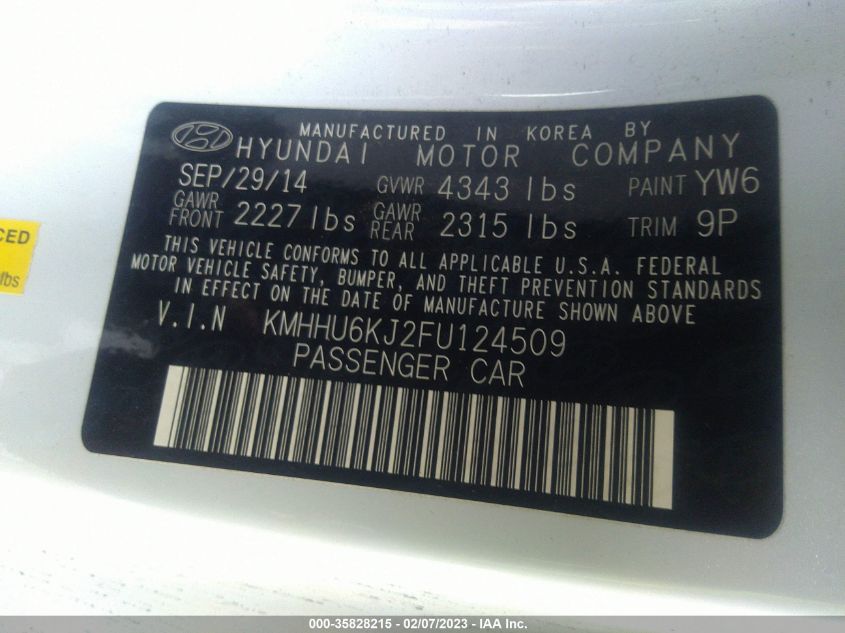 MANUFACTURED IN KOREA BY
HYUNDAI MOTOR COMPANY
SEP/29/14 GVWR 4343 lbs PAINT YW6
GAWR FRONT 2227 lbs GAWR REAR 2315 lbs TRIM 9P
THIS VEHICLE CONFORMS TO ALL APPLICABLE U.S.A. FEDERAL
MOTOR VEHICLE SAFETY, BUMPER, AND THEFT PREVENTION STANDARDS
IN EFFECT ON THE DATE OF MANUFACTURE SHOWN ABOVE
V.I.N KMHHU6KJ2FU124509
PASSENGER CAR
CED
lbs
000-35828215 - 02/07/2023 - IAA, Inc.